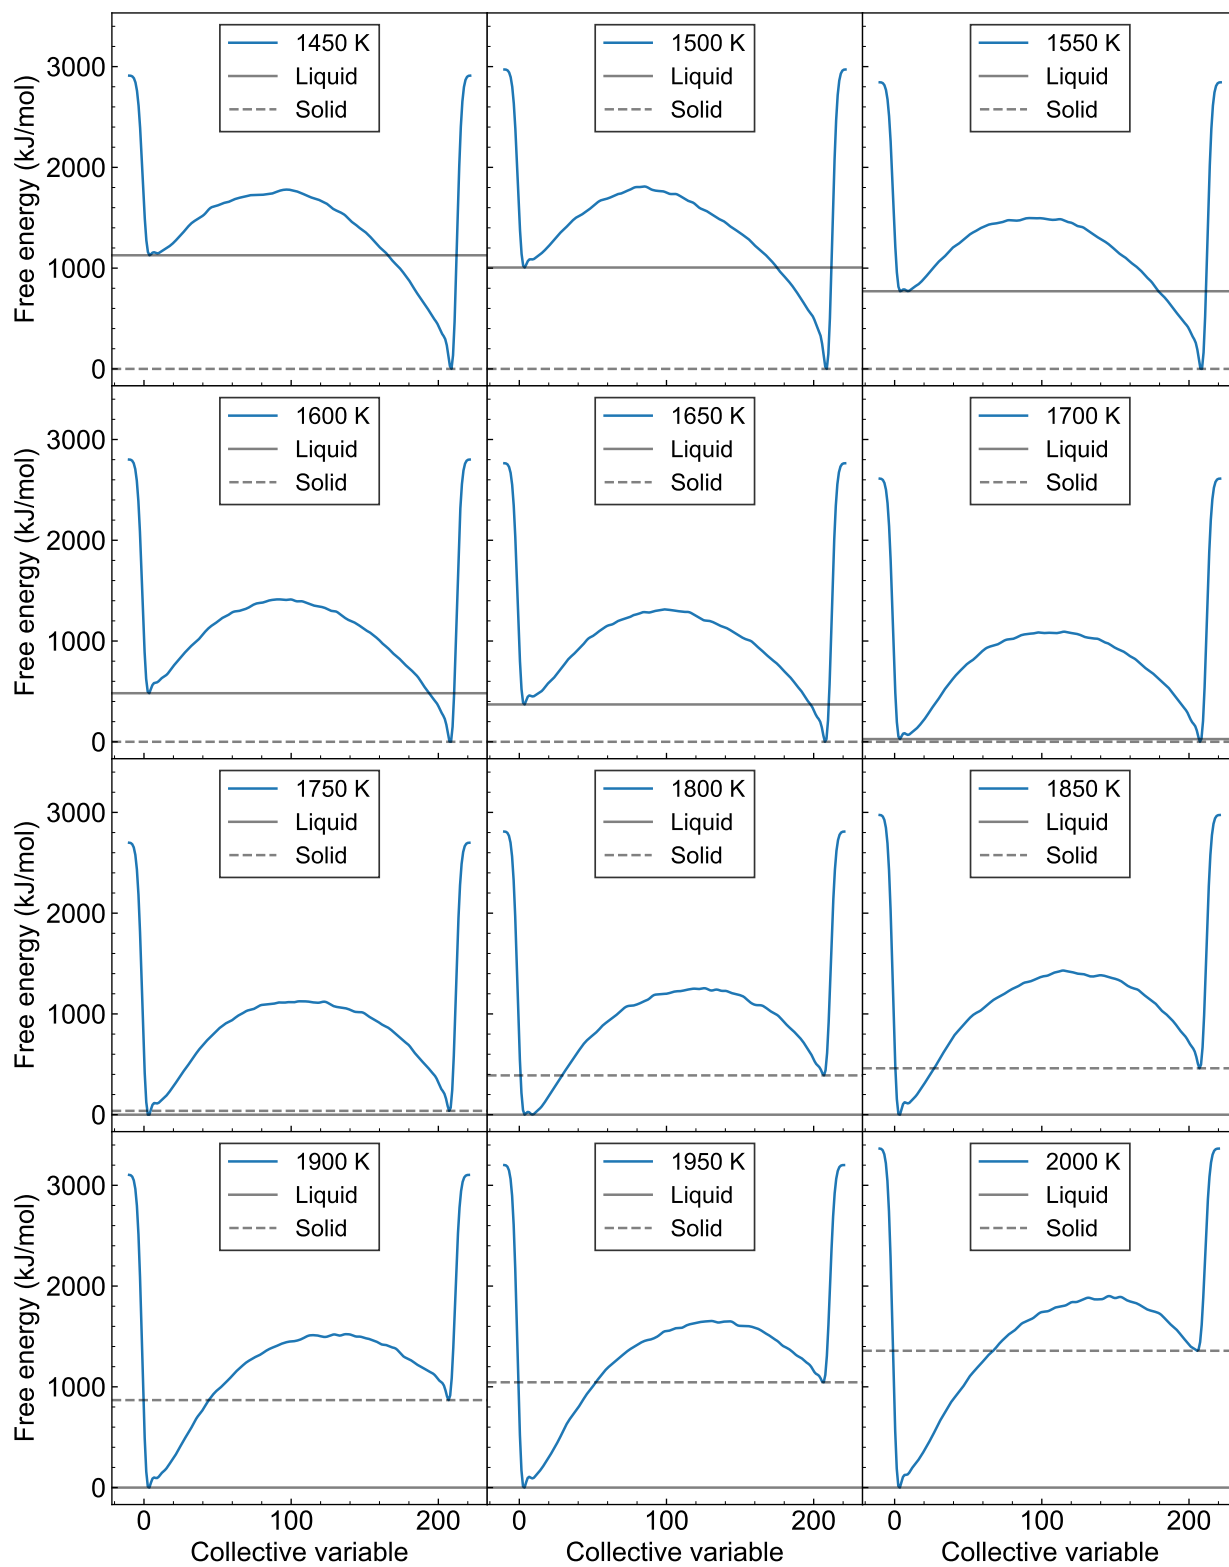 1450 K
Liquid
Solid
1500 K
Liquid
Solid
1550 K
Liquid
Solid
Free energy (kJ/mol)
3000
2000
1000
0
1600 K
Liquid
Solid
1650 K
Liquid
Solid
1700 K
Liquid
Solid
Free energy (kJ/mol)
3000
2000
1000
0
1750 K
Liquid
Solid
1800 K
Liquid
Solid
1850 K
Liquid
Solid
Free energy (kJ/mol)
3000
2000
1000
0
1900 K
Liquid
Solid
1950 K
Liquid
Solid
2000 K
Liquid
Solid
Free energy (kJ/mol)
3000
2000
1000
0
0 100 200
0 100 200
0 100 200
Collective variable
Collective variable
Collective variable